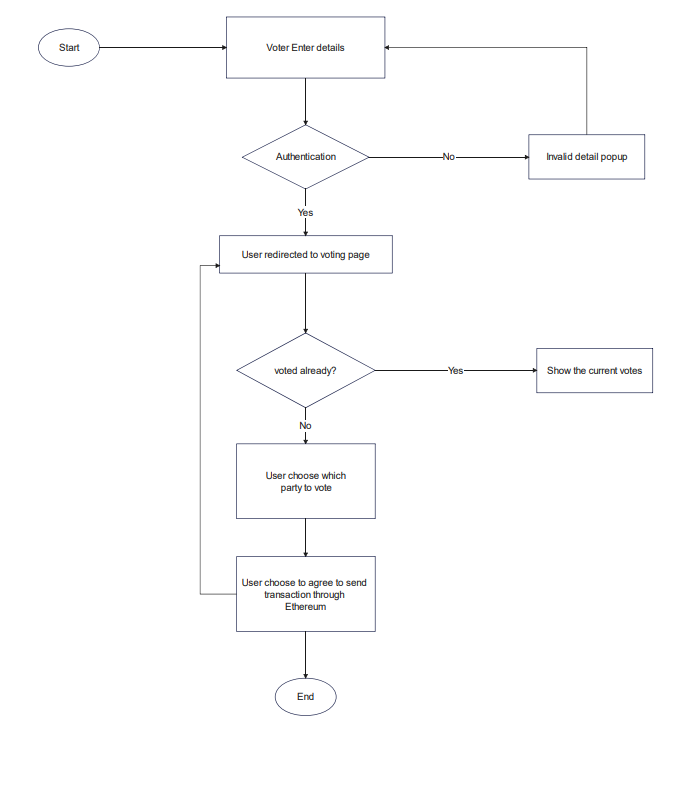 Start
Voter Enter details
Authentication
No
Invalid detail popup
Yes
User redirected to voting page
voted already?
Yes
Show the current votes
No
User choose which
party to vote
User choose to agree to send
transaction through
Ethereum
End